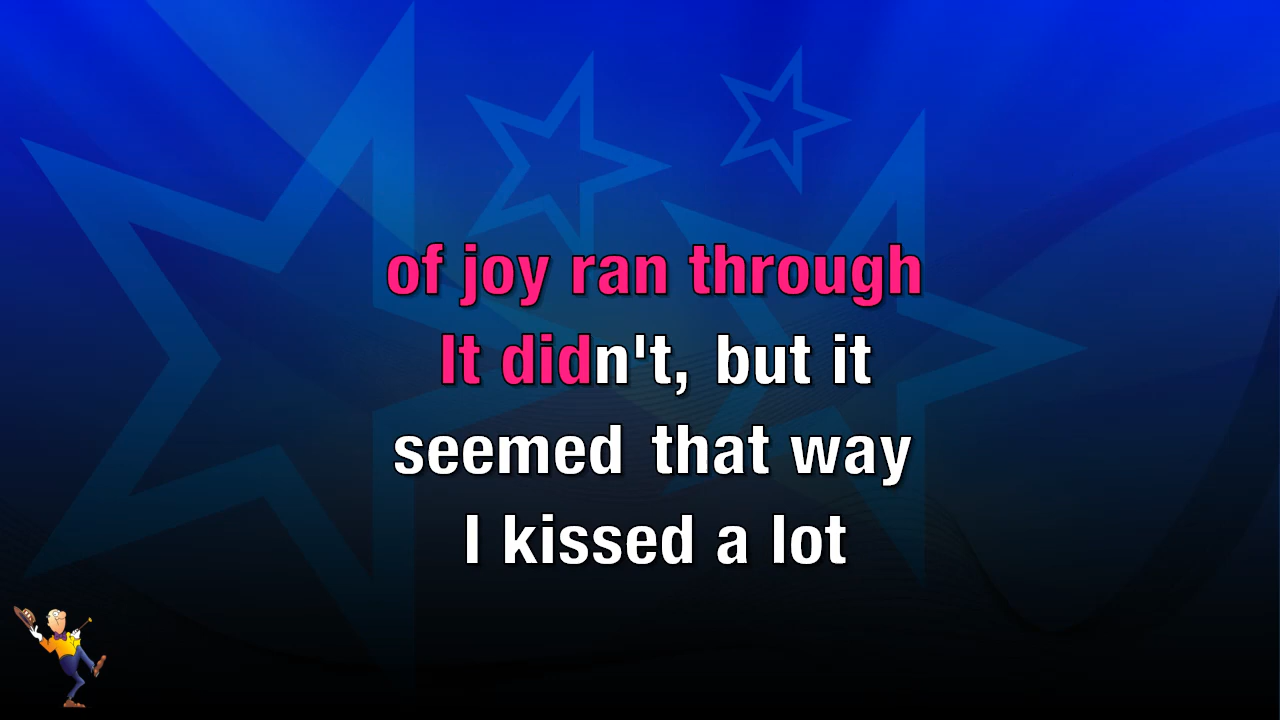 of joy ran through
It didn't, but it
seemed that way
I kissed a lot